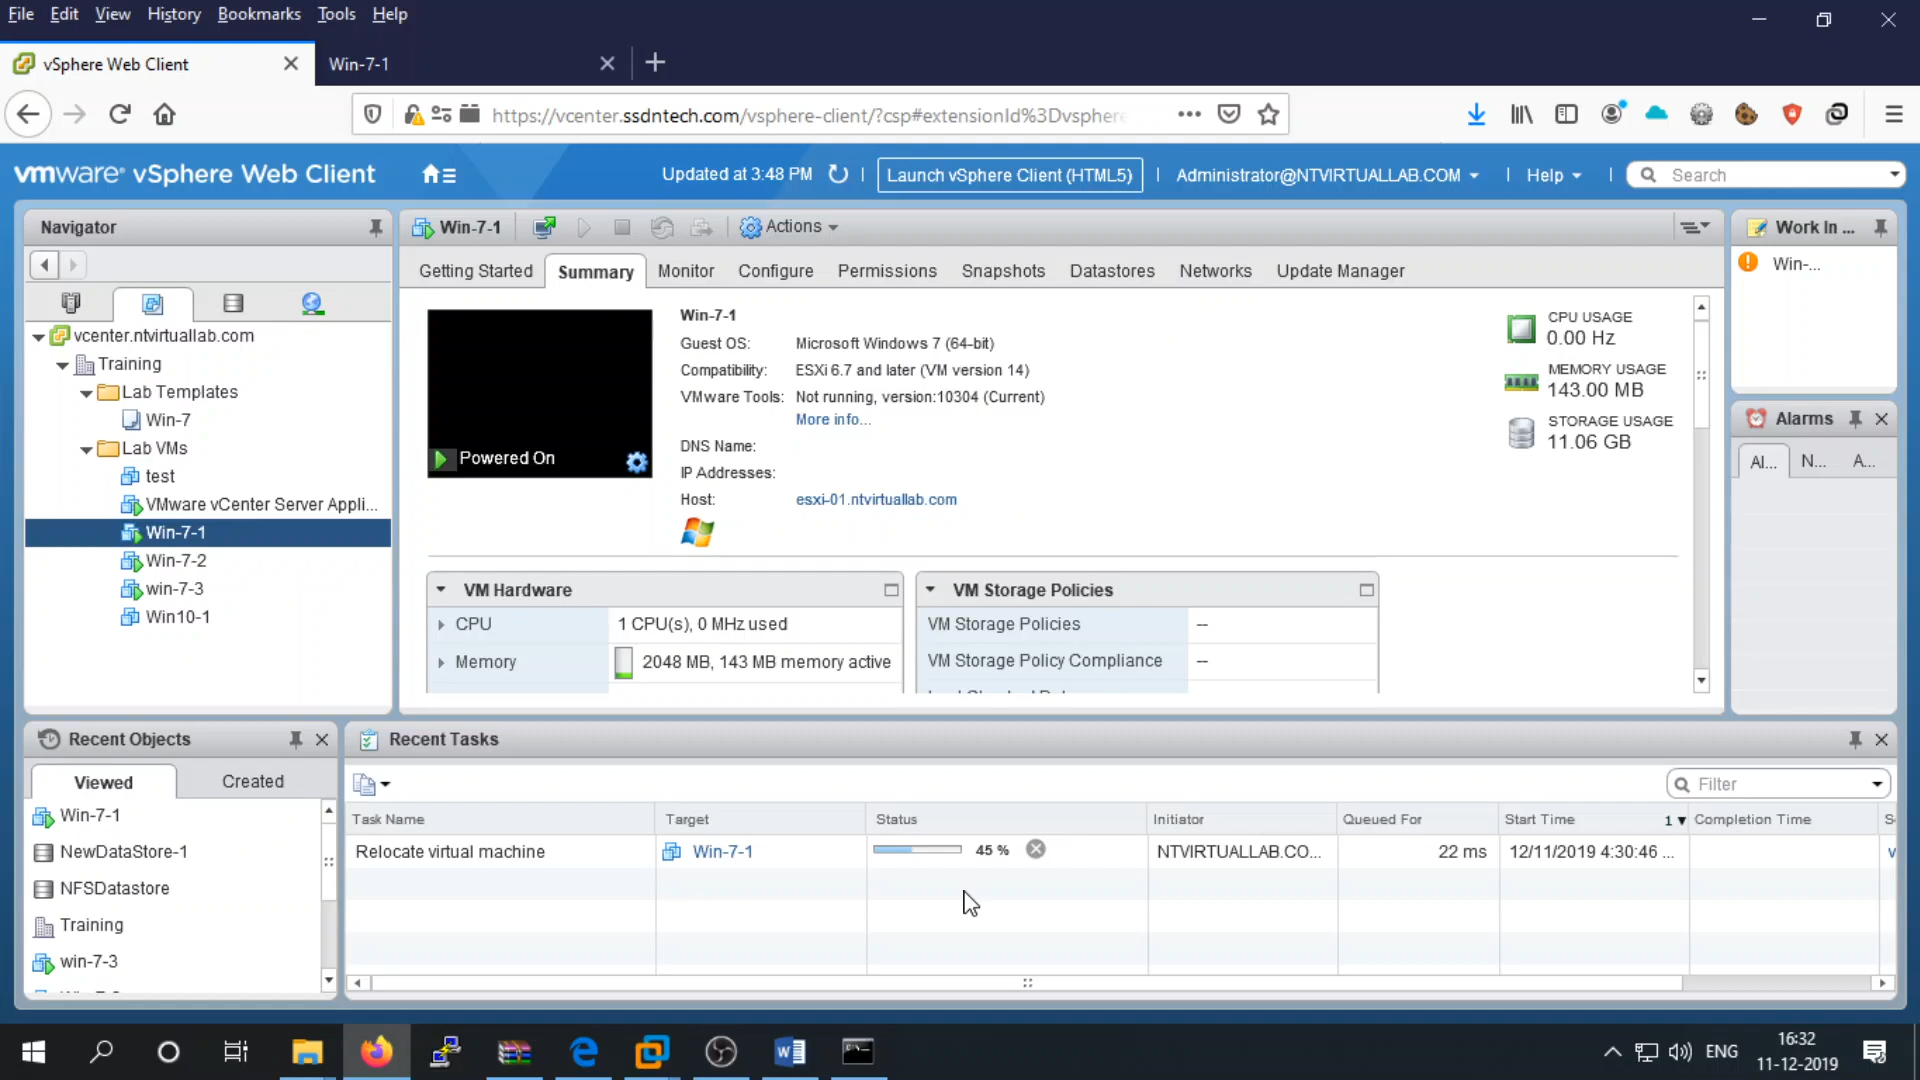 File Edit View History Bookmarks Tools Help
vSphere Web Client
Win-7-1
https://vcenter.ssdntech.com/vsphere-client/?csp#extensionId%3Dvsphere
vmware® vSphere Web Client
Updated at 3:48 PM
Launch vSphere Client (HTML5)
Administrator@NTVIRTUALLAB.COM
Help
Search
Navigator
vcenter.ntvirtuallab.com
Training
Lab Templates
Win-7
Lab VMs
test
VMware vCenter Server Appli...
Win-7-1
Win-7-2
win-7-3
Win10-1
Win-7-1
Actions
Getting Started Summary Monitor Configure Permissions Snapshots Datastores Networks Update Manager
Powered On
Win-7-1
Guest OS: Microsoft Windows 7 (64-bit)
Compatibility: ESXi 6.7 and later (VM version 14)
VMware Tools: Not running, version:10304 (Current)
More info...
DNS Name:
IP Addresses:
Host: esxi-01.ntvirtuallab.com
CPU USAGE
0.00 Hz
MEMORY USAGE
143.00 MB
STORAGE USAGE
11.06 GB
VM Hardware
CPU 1 CPU(s), 0 MHz used
Memory 2048 MB, 143 MB memory active
VM Storage Policies
VM Storage Policies --
VM Storage Policy Compliance --
Work In ...
Win-...
Alarms
Al... N... A...
Recent Objects
Viewed Created
Win-7-1
NewDataStore-1
NFSDatastore
Training
win-7-3
Recent Tasks
Filter
Task Name Target Status Initiator Queued For Start Time 1 Completion Time
Relocate virtual machine Win-7-1 45 % NTVIRTUALLAB.CO... 22 ms 12/11/2019 4:30:46 ...
ENG
16:32
11-12-2019